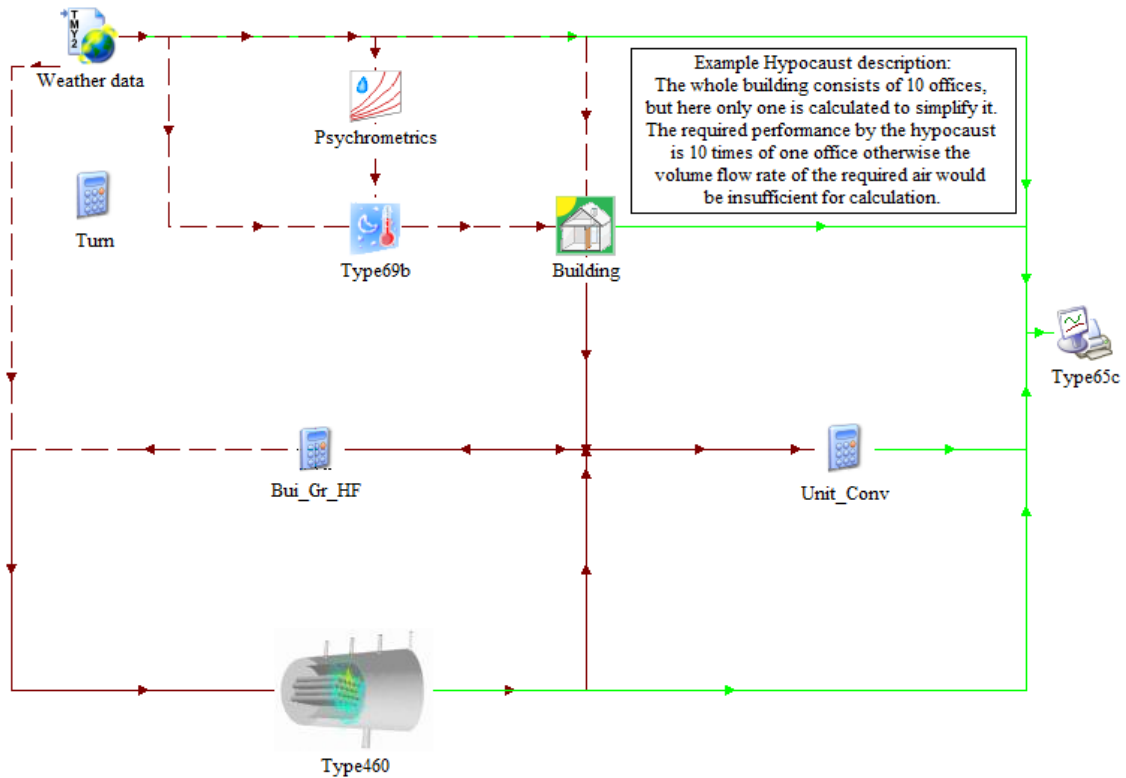 TMY2
Weather data
Psychrometrics
Example Hypocaust description:
The whole building consists of 10 offices,
but here only one is calculated to simplify it.
The required performance by the hypocaust
is 10 times of one office otherwise the
volume flow rate of the required air would
be insufficient for calculation.
Turn
Type69b
Building
Type65c
Bui_Gr_HF
Unit_Conv
Type460